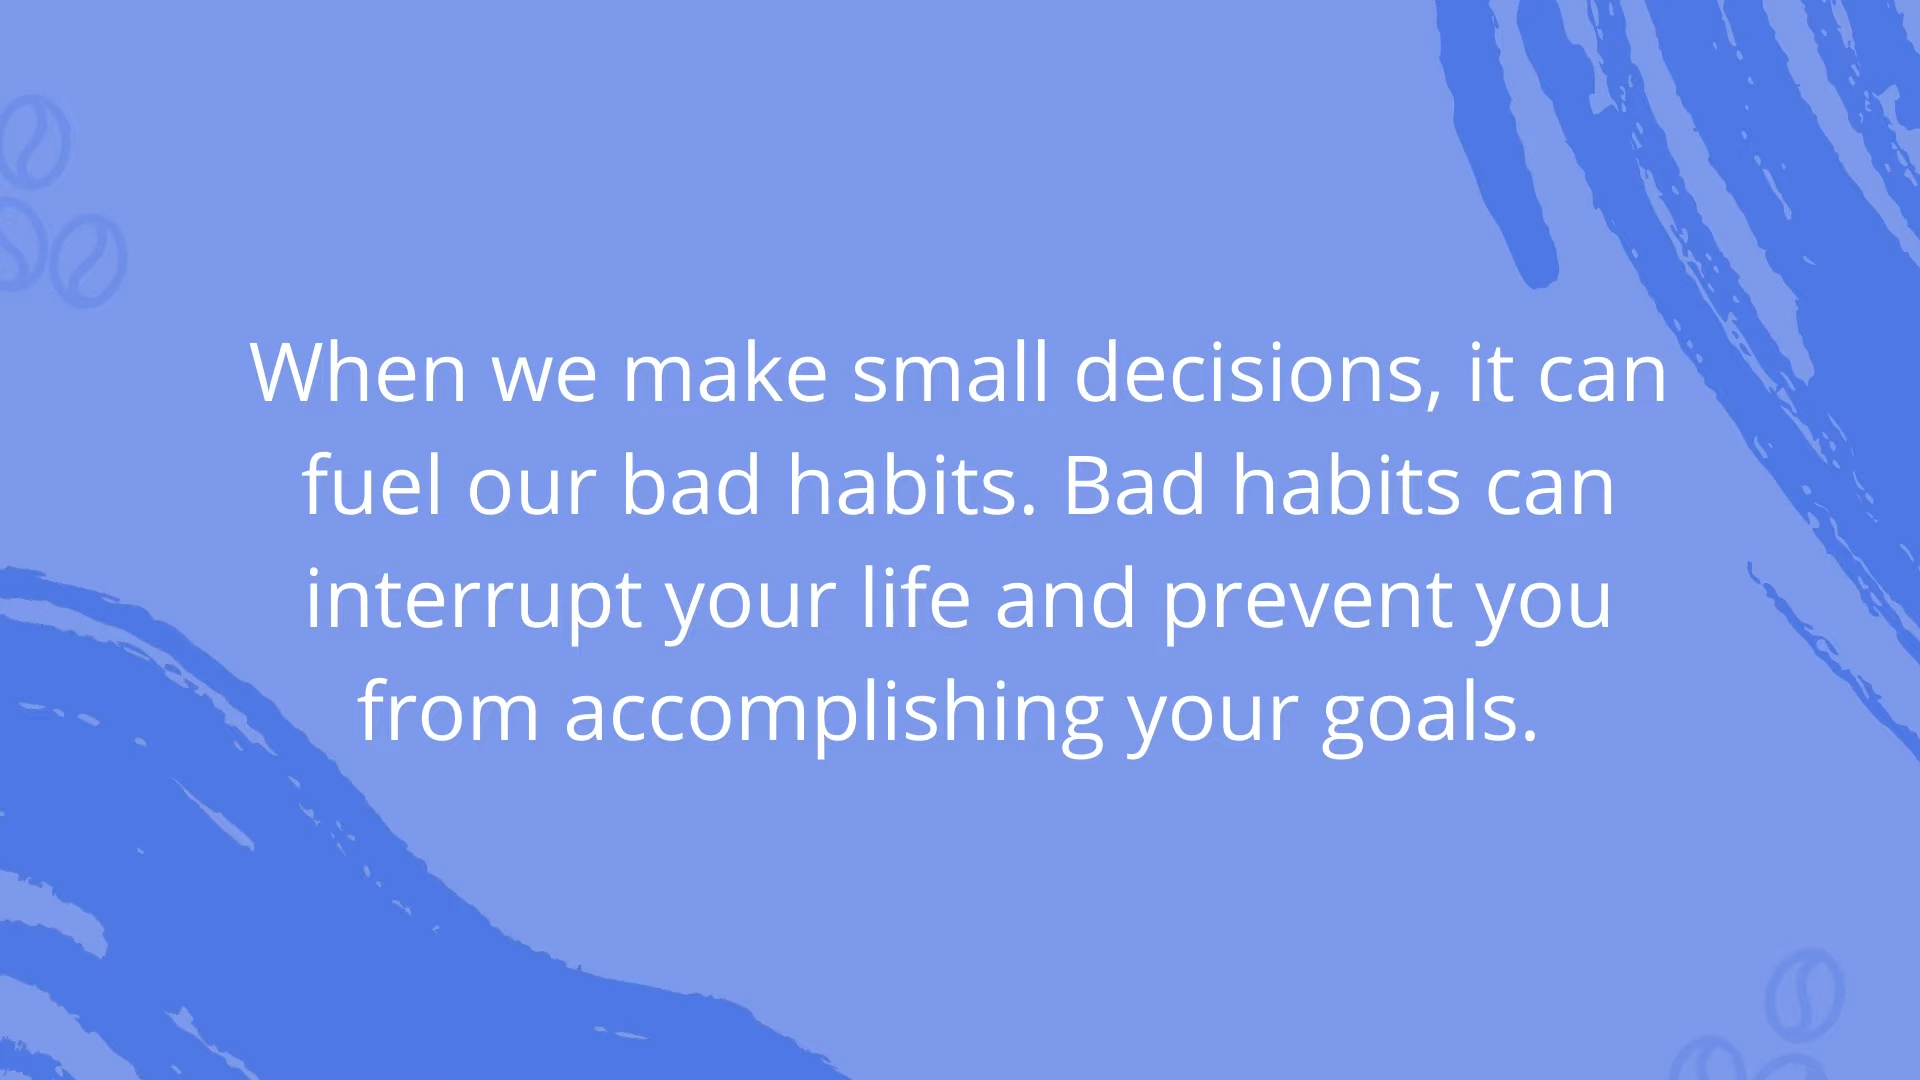 When we make small decisions, it can
fuel our bad habits. Bad habits can
interrupt your life and prevent you
from accomplishing your goals.